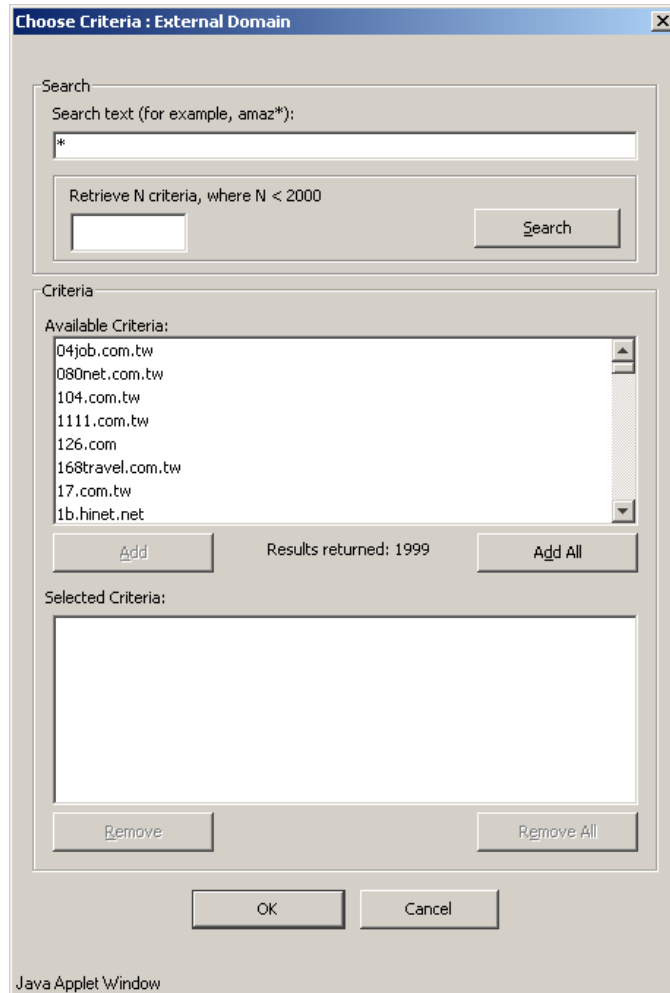 Choose Criteria : External Domain
Search
Search text (for example, amaz*):
*
Retrieve N criteria, where N < 2000
Search
Criteria
Available Criteria:
04job.com.tw
080net.com.tw
104.com.tw
1111.com.tw
126.com
168travel.com.tw
17.com.tw
1b.hinet.net
Add
Results returned: 1999
Add All
Selected Criteria:
Remove
Remove All
OK
Cancel
Java Applet Window